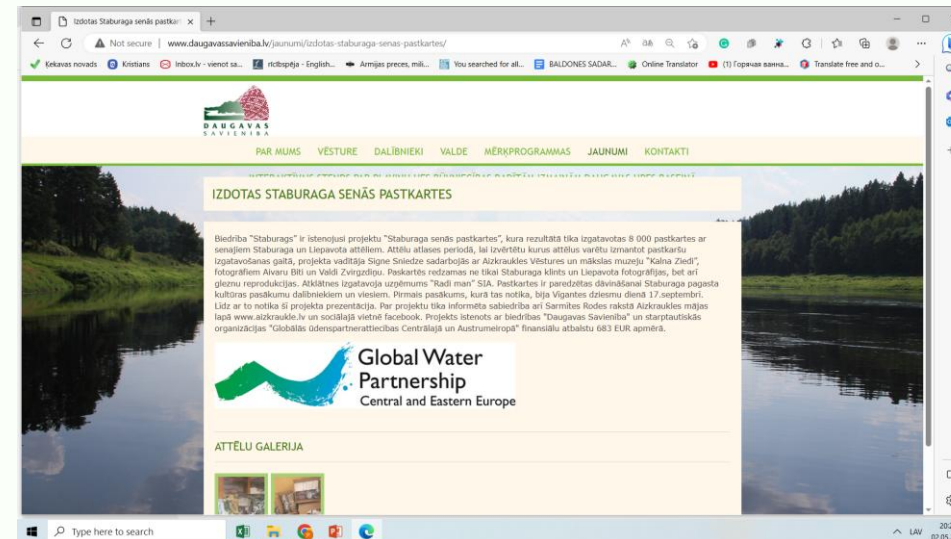 Izdotas Staburaga senās pastkar
Not secure
www.daugavassavieniba.lv/jaunumi/izdotas-staburaga-senas-pastkartes/
Ķekavas novads
Kristians
Inbox.lv - vienot sa...
Armijas preces, mili...
You searched for all...
BALDONES SADAR...
Online Translator
(1) Горячая ванна...
Translate free and o...
DAUGAVAS
SAVIENĪBA
PAR MUMS VĒSTURE DALĪBNIEKI VALDE MĒRĶPROGRAMMAS JAUNUMI KONTAKTI
IZDOTAS STABURAGA SENĀS PASTKARTES
Biedrība "Staburags" ir īstenojusi projektu "Staburaga senās pastkartes", kura rezultātā tika izgatavotas 8 000 pastkartes ar
senajiem Staburaga un Liepavota attēliem. Attēlu atlases periodā, lai izvērtētu kurus attēlus varētu izmantot pastkaršu
izgatavošanas gaitā, projekta vadītāja Signe Sniedze sadarbojās ar Aizkraukles Vēstures un mākslas muzeju "Kalna Ziedi",
fotogrāfiem Aivaru Biti un Valdi Zvirgzdiņu. Paskartēs redzamas ne tikai Staburaga klints un Liepavota fotogrāfijas, bet arī
gleznu reprodukcijas. Atklātnes izgatavoja uzņēmums "Radi man" SIA. Pastkartes ir paredzētas dāvināšanai Staburaga pagasta
kultūras pasākumu dalībniekiem un viesiem. Pirmais pasākums, kurā tas notika, bija Vīgantes dziesmu dienā 17.septembrī.
Līdz ar to notika šī projekta prezentācija. Par projektu tika informēta sabiedrība arī Sarmītes Rodes rakstā Aizkraukles mājas
lapā www.aizkraukle.lv un sociālajā vietnē facebook. Projekts īstenots ar biedrības "Daugavas Savienība" un starptautiskās
organizācijas "Globālās ūdenspartnerattiecības Centrālajā un Austrumeiropā" finansiālu atbalstu 683 EUR apmērā.
Global Water
Partnership
Central and Eastern Europe
ATTĒLU GALERIJA
Type here to search
LAV